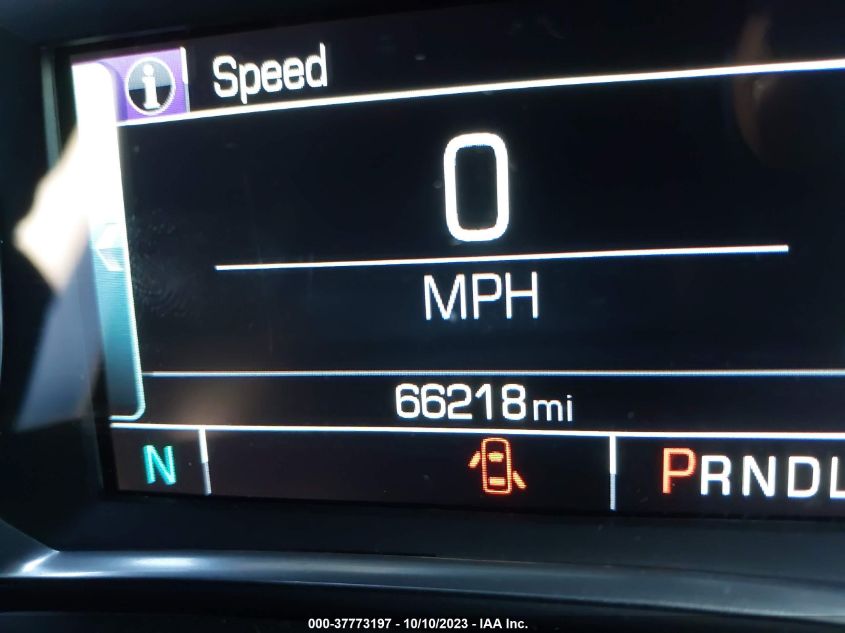 i Speed
0
MPH
66218 mi
N PRNDL
000-37773197 - 10/10/2023 - IAA Inc.